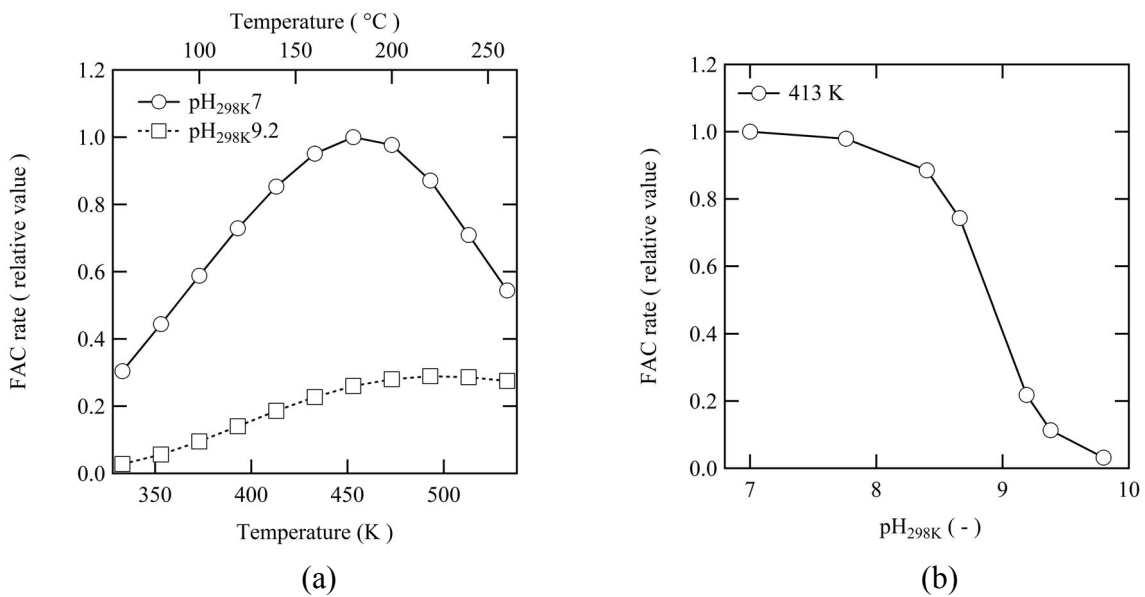 Temperature ( °C )
100 150 200 250
1.2
1.0
0.8
0.6
0.4
0.2
0.0
FAC rate ( relative value )
pH298K7
pH298K9.2
350 400 450 500
Temperature (K )
(a)
1.2
1.0
0.8
0.6
0.4
0.2
0.0
FAC rate ( relative value )
413 K
7 8 9 10
pH298K ( - )
(b)